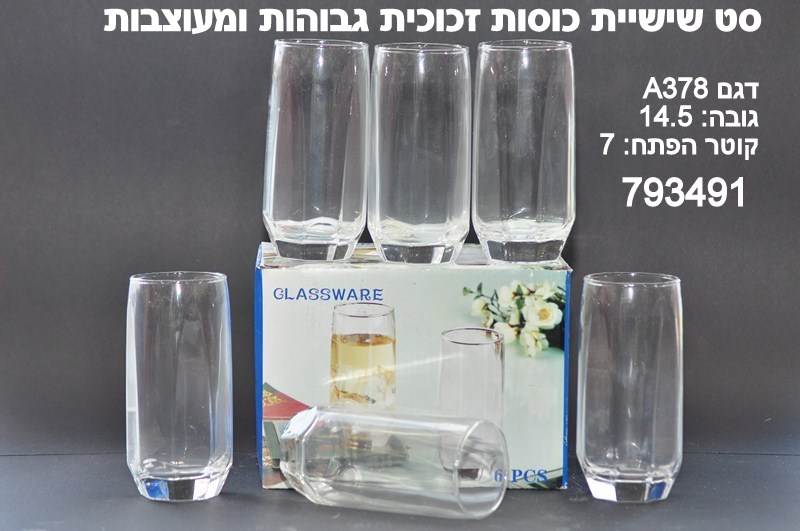 סט שישיית כוסות זכוכית גבוהות ומעוצבות
דגם A378
גובה: 14.5
קוטר הפתח: 7
793491
GLASSWARE
6 PCS